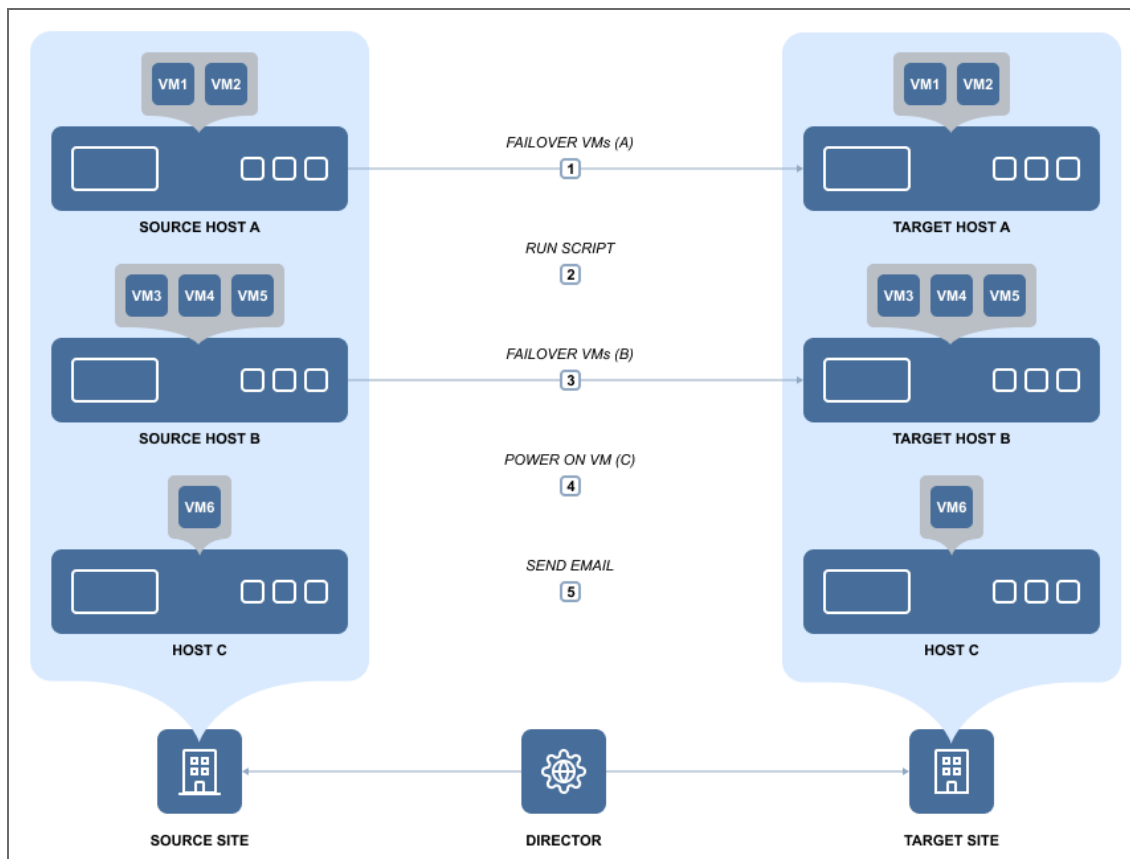 VM1 VM2
VM1 VM2
FAILOVER VMs (A)
1
SOURCE HOST A
TARGET HOST A
RUN SCRIPT
2
VM3 VM4 VM5
VM3 VM4 VM5
FAILOVER VMs (B)
3
SOURCE HOST B
TARGET HOST B
POWER ON VM (C)
4
VM6
VM6
SEND EMAIL
5
HOST C
HOST C
SOURCE SITE
DIRECTOR
TARGET SITE